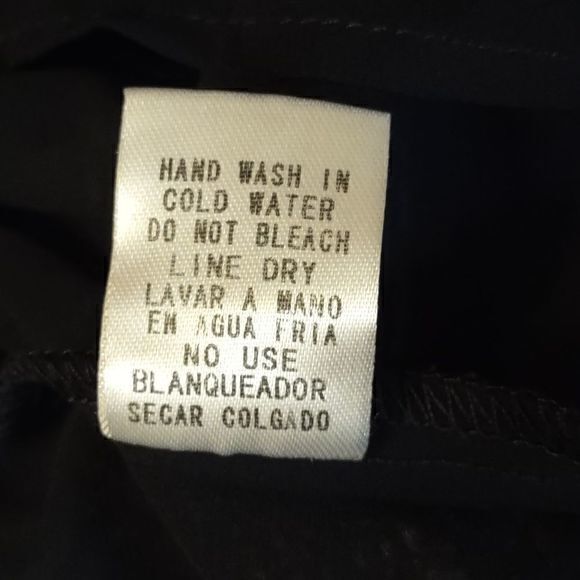 HAND WASH IN
COLD WATER
DO NOT BLEACH
LINE DRY
LAVAR A MANO
EN AGUA FRIA
NO USE
BLANQUEADOR
SECAR COLGADO